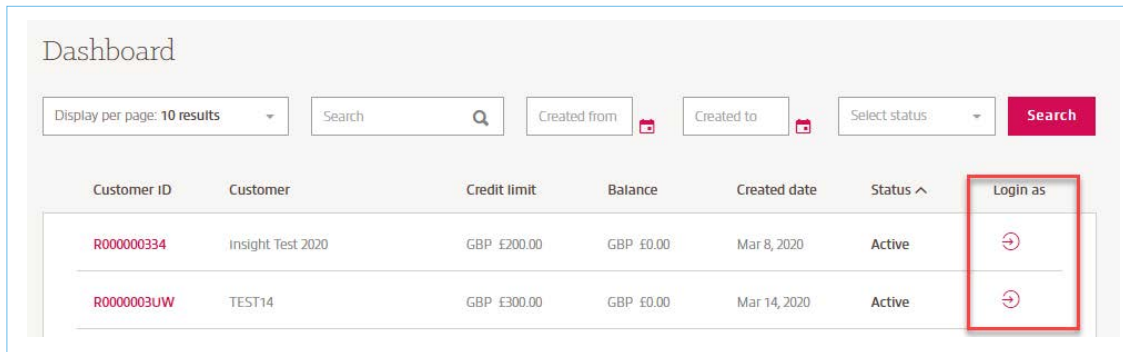 Dashboard
Display per page: 10 results Search Created from Created to Select status Search
Customer ID Customer Credit limit Balance Created date Status Login as
R000000334 Insight Test 2020 GBP £200.00 GBP £0.00 Mar 8, 2020 Active
R0000003UW TEST14 GBP £300.00 GBP £0.00 Mar 14, 2020 Active